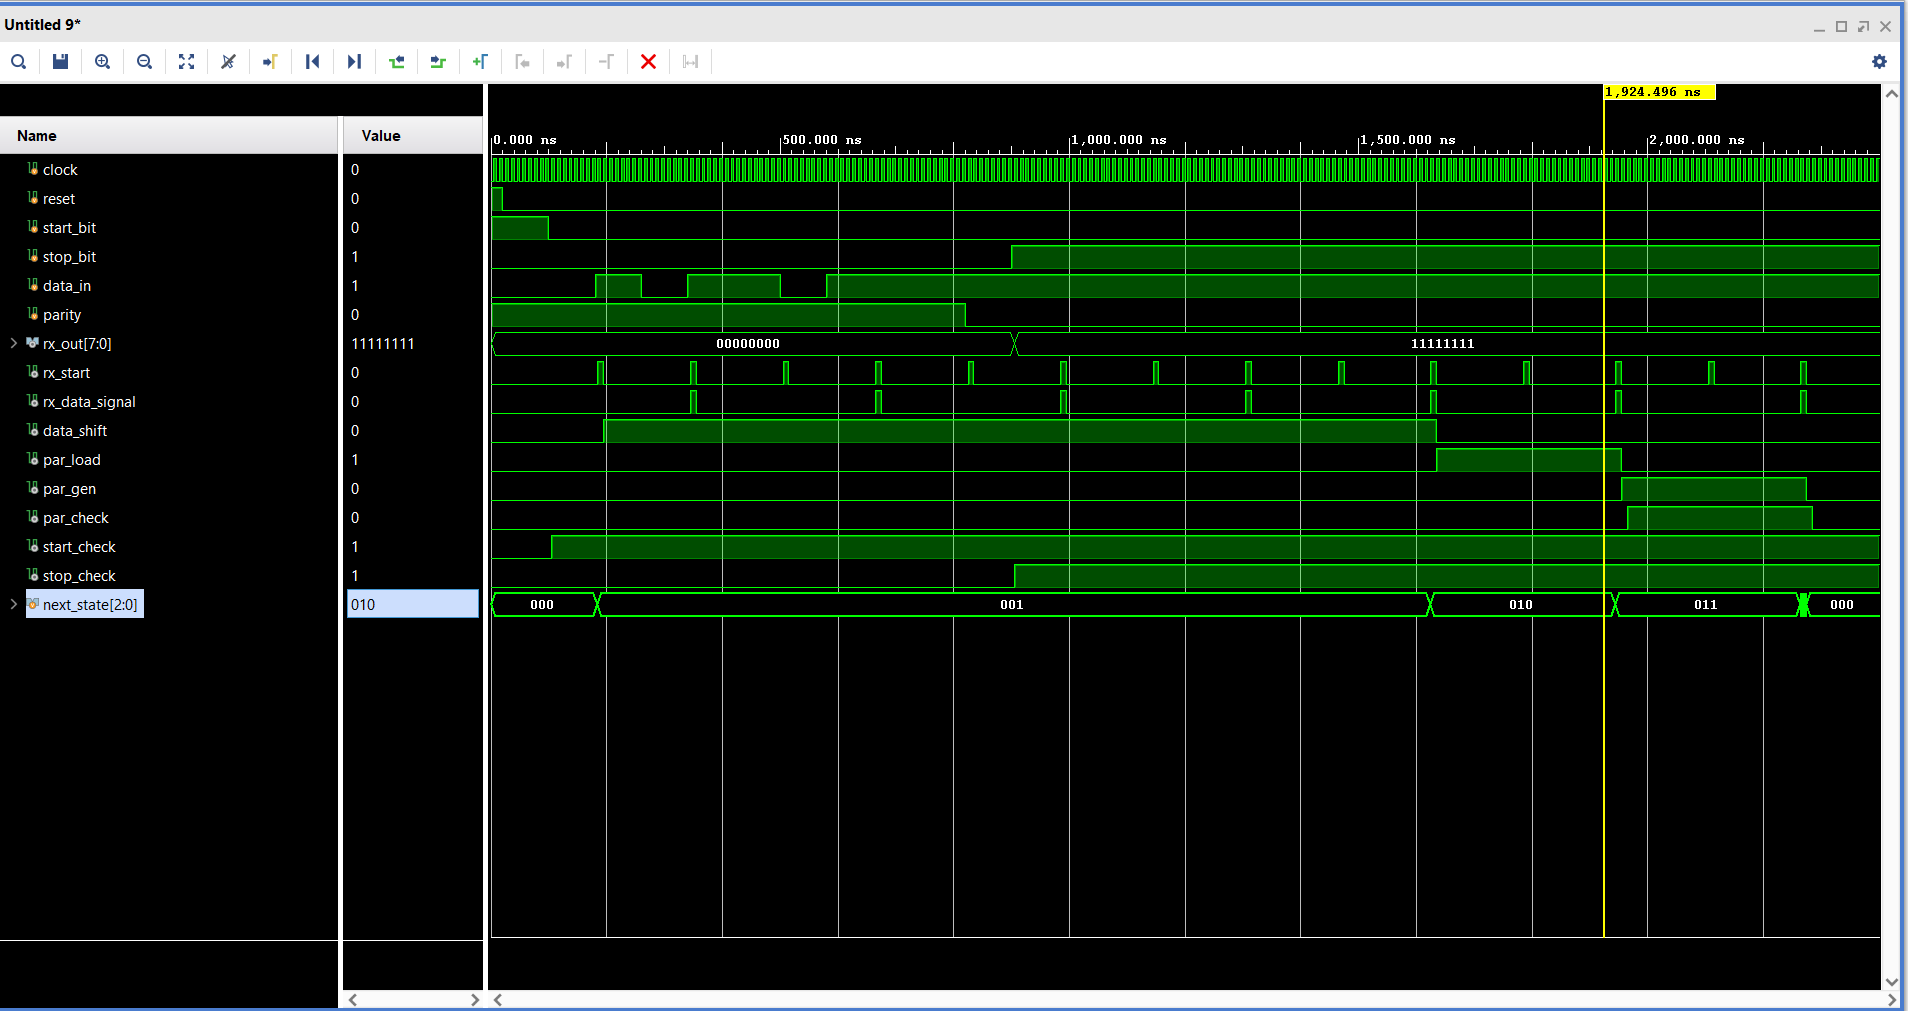 Untitled 9*
1,924.496 ns
Name Value
0.000 ns 500.000 ns 1,000.000 ns 1,500.000 ns 2,000.000 ns
clock 0
reset 0
start_bit 0
stop_bit 1
data_in 1
parity 0
rx_out[7:0] 11111111 00000000 11111111
rx_start 0
rx_data_signal 0
data_shift 0
par_load 1
par_gen 0
par_check 0
start_check 1
stop_check 1
next_state[2:0] 010 000 001 010 011 000